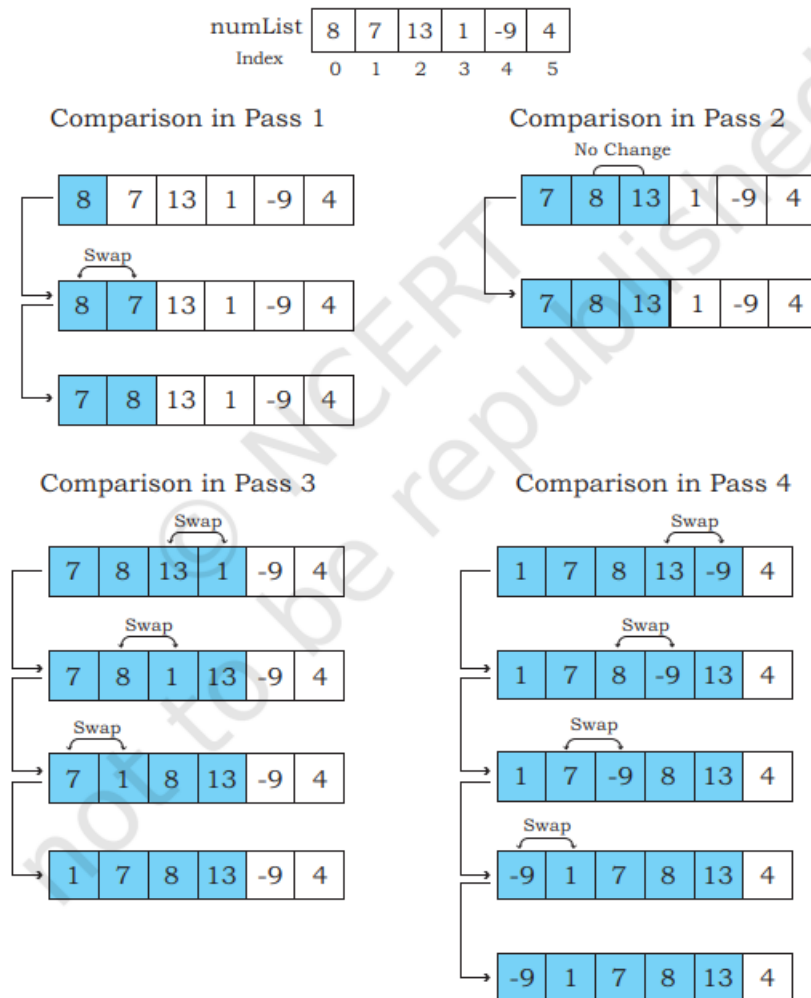 numList 8 7 13 1 -9 4
Index 0 1 2 3 4 5
Comparison in Pass 1
8 7 13 1 -9 4
Swap
8 7 13 1 -9 4
7 8 13 1 -9 4
Comparison in Pass 2
No Change
7 8 13 1 -9 4
7 8 13 1 -9 4
Comparison in Pass 3
Swap
7 8 13 1 -9 4
Swap
7 8 1 13 -9 4
Swap
7 1 8 13 -9 4
1 7 8 13 -9 4
Comparison in Pass 4
Swap
1 7 8 13 -9 4
Swap
1 7 8 -9 13 4
Swap
1 7 -9 8 13 4
Swap
-9 1 7 8 13 4
-9 1 7 8 13 4
© NCERT
not to be republished